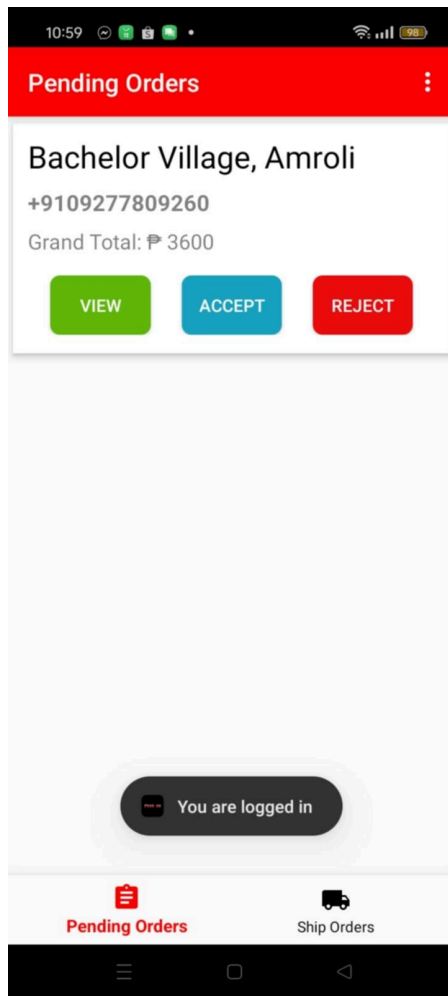 10:59 98
Pending Orders
Bachelor Village, Amroli
+9109277809260
Grand Total: ₱ 3600
VIEW ACCEPT REJECT
You are logged in
Pending Orders Ship Orders